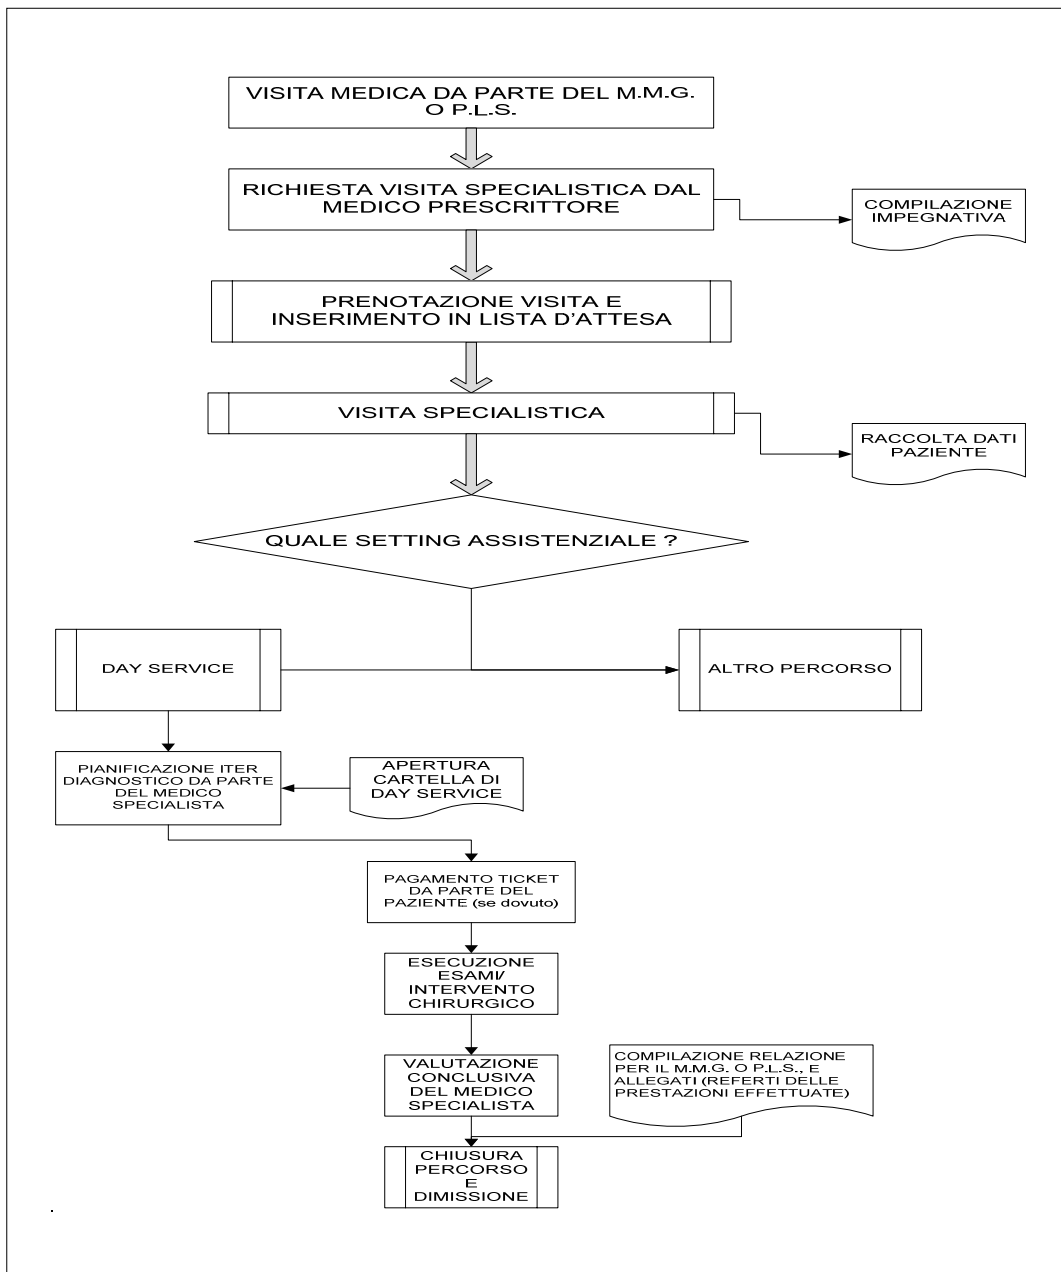 VISITA MEDICA DA PARTE DEL M.M.G.
O P.L.S.
RICHIESTA VISITA SPECIALISTICA DAL
MEDICO PRESCRITTORE
COMPILAZIONE
IMPEGNATIVA
PRENOTAZIONE VISITA E
INSERIMENTO IN LISTA D’ATTESA
VISITA SPECIALISTICA
RACCOLTA DATI
PAZIENTE
QUALE SETTING ASSISTENZIALE ?
DAY SERVICE
ALTRO PERCORSO
PIANIFICAZIONE ITER
DIAGNOSTICO DA PARTE
DEL MEDICO
SPECIALISTA
APERTURA
CARTELLA DI
DAY SERVICE
PAGAMENTO TICKET
DA PARTE DEL
PAZIENTE (se dovuto)
ESECUZIONE
ESAMI/
INTERVENTO
CHIRURGICO
VALUTAZIONE
CONCLUSIVA
DEL MEDICO
SPECIALISTA
COMPILAZIONE RELAZIONE
PER IL M.M.G. O P.L.S., E
ALLEGATI (REFERTI DELLE
PRESTAZIONI EFFETTUATE)
CHIUSURA
PERCORSO
E
DIMISSIONE
.